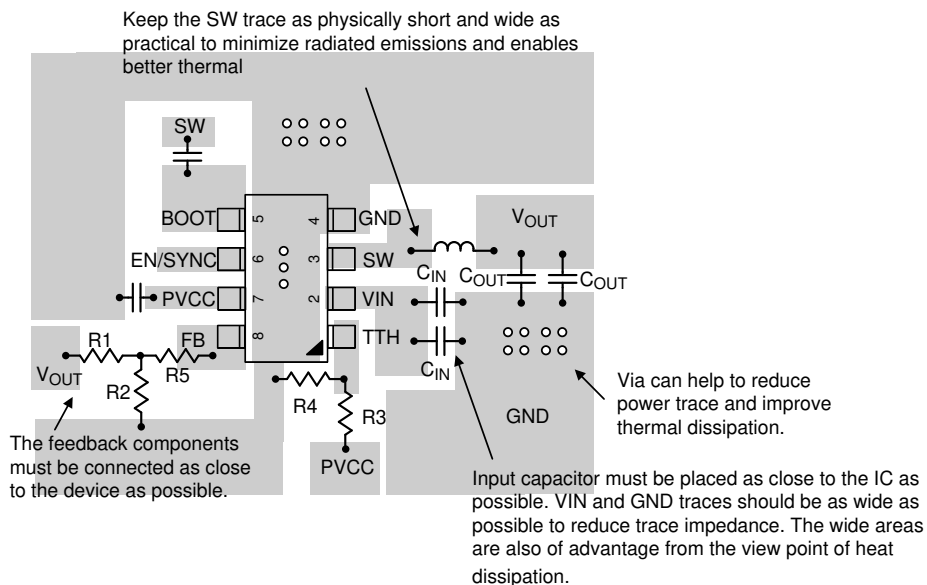 Keep the SW trace as physically short and wide as
practical to minimize radiated emissions and enables
better thermal
SW
BOOT
5
4
GND
VOUT
EN/SYNC
6
3
SW
CIN
COUT
COUT
PVCC
7
2
VIN
R1
FB
8
TTH
VOUT
R2
R5
CIN
R4
R3
GND
PVCC
Via can help to reduce
power trace and improve
thermal dissipation.
The feedback components
must be connected as close
to the device as possible.
Input capacitor must be placed as close to the IC as
possible. VIN and GND traces should be as wide as
possible to reduce trace impedance. The wide areas
are also of advantage from the view point of heat
dissipation.